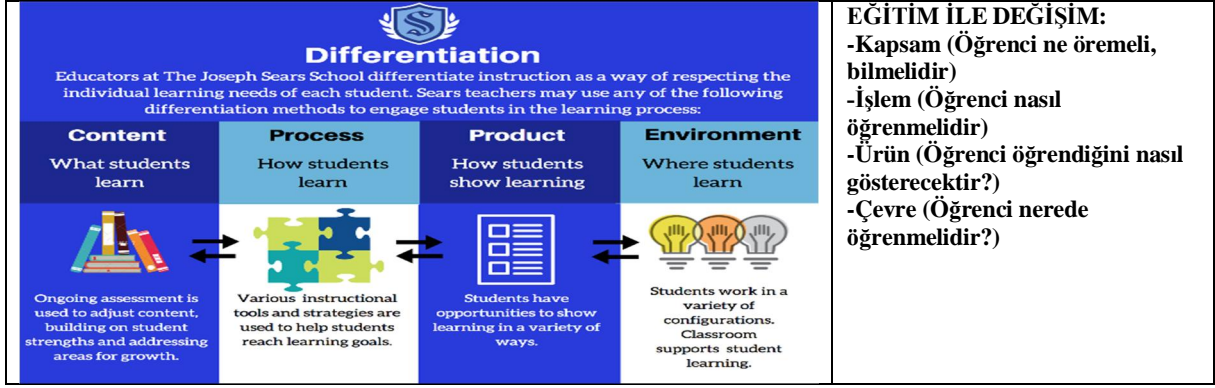 S
Differentiation
Educators at The Joseph Sears School differentiate instruction as a way of respecting the
individual learning needs of each student. Sears teachers may use any of the following
differentiation methods to engage students in the learning process:
Content
What students
learn
Process
How students
learn
Product
How students
show learning
Environment
Where students
learn
Ongoing assessment is
used to adjust content,
building on student
strengths and addressing
areas for growth.
Various instructional
tools and strategies are
used to help students
reach learning goals.
Students have
opportunities to show
learning in a variety of
ways.
Students work in a
variety of
configurations.
Classroom
supports student
learning.
EĞİTİM İLE DEĞİŞİM:
-Kapsam (Öğrenci ne öremeli,
bilmelidir)
-İşlem (Öğrenci nasıl
öğrenmelidir)
-Ürün (Öğrenci öğrendiğini nasıl
gösterecektir?)
-Çevre (Öğrenci nerede
öğrenmelidir?)